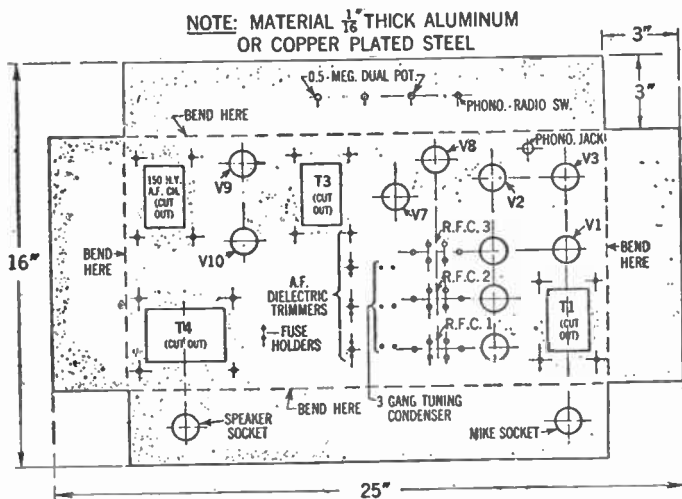 NOTE: MATERIAL 1/16" THICK ALUMINUM
OR COPPER PLATED STEEL
3"
0.5-MEG. DUAL POT.
3"
PHONO.-RADIO SW.
BEND HERE
PHONO. JACK
V8
V3
V9
T3
(CUT
OUT)
150 H.Y.
A.F. CH.
(CUT
OUT)
V2
V7
V1
R.F.C. 3
V10
16"
BEND
HERE
BEND
HERE
A.F.
DIELECTRIC
TRIMMERS
R.F.C. 2
T4
(CUT OUT)
FUSE
HOLDERS
T1
(CUT
OUT)
R.F.C. 1
BEND HERE
3 GANG TUNING
CONDENSER
SPEAKER
SOCKET
MIKE SOCKET
25"